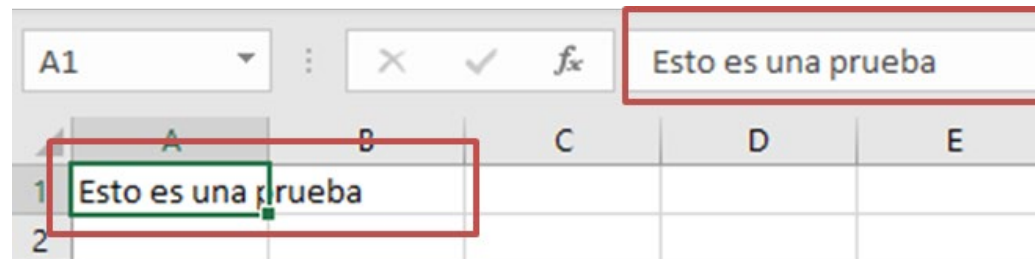 A1 fx Esto es una prueba
A B C D E
1 Esto es una prueba
2